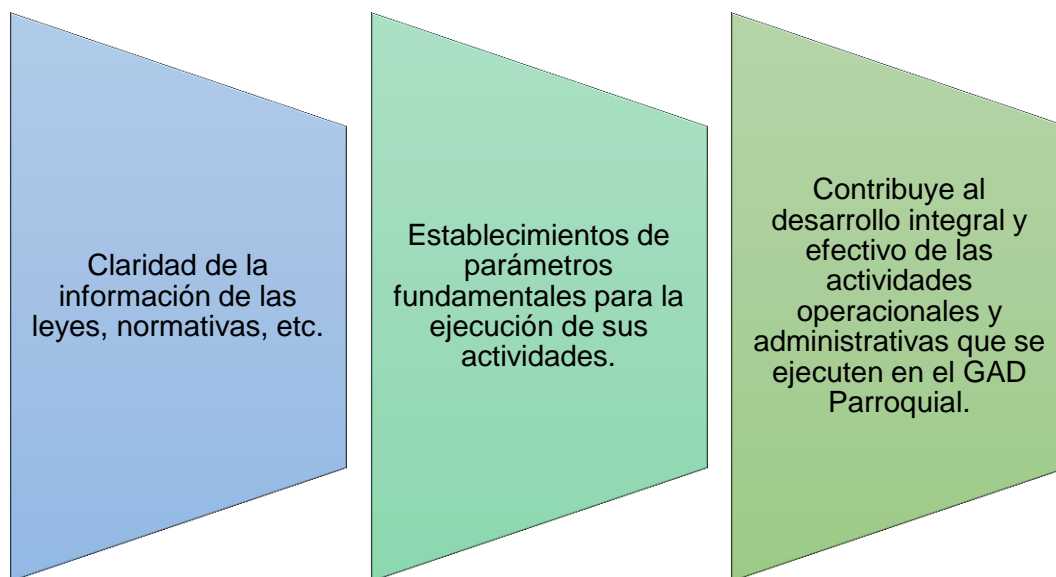 Claridad de la
información de las
leyes, normativas, etc.
Establecimientos de
parámetros
fundamentales para la
ejecución de sus
actividades.
Contribuye al
desarrollo integral y
efectivo de las
actividades
operacionales y
administrativas que se
ejecuten en el GAD
Parroquial.